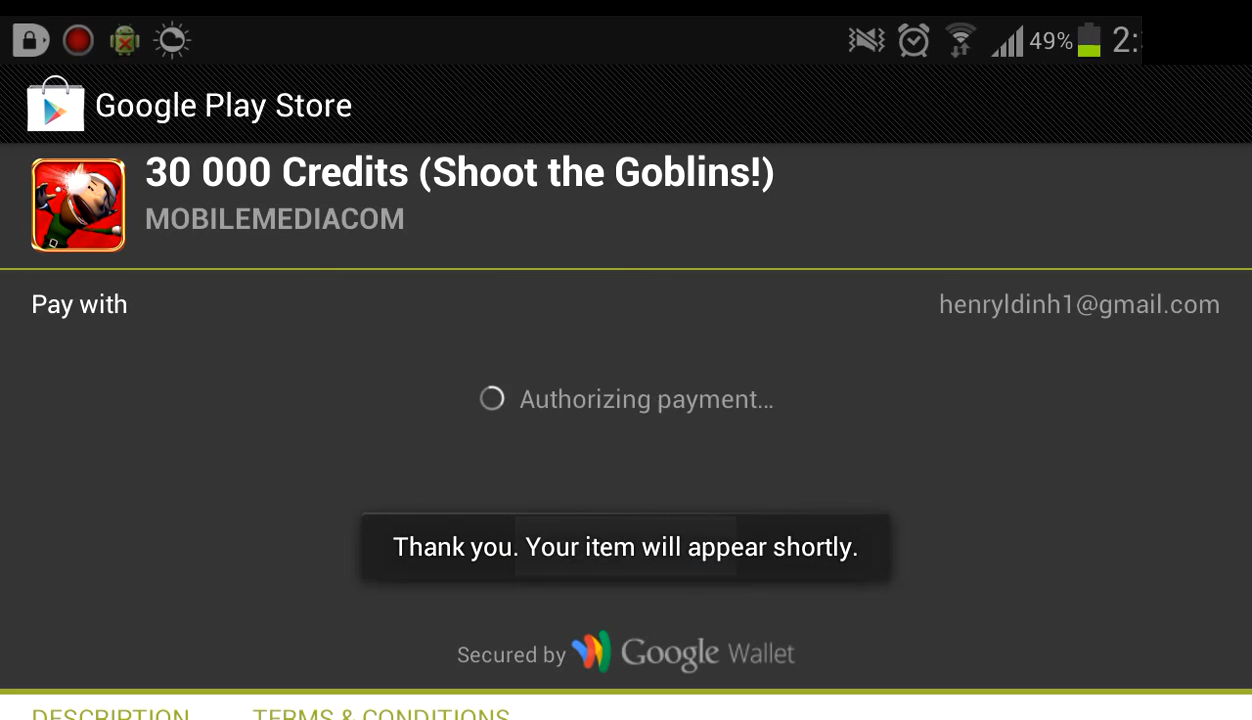 49% 2:
Google Play Store
30 000 Credits (Shoot the Goblins!)
MOBILEMEDIACOM
Pay with henryldinh1@gmail.com
Authorizing payment...
Thank you. Your item will appear shortly.
Secured by Google Wallet
DESCRIPTION TERMS & CONDITIONS